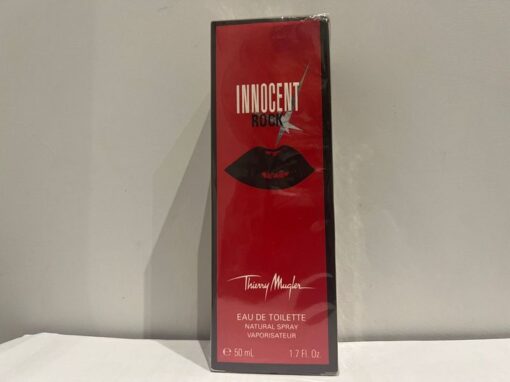 INNOCENT
ROCK
Thierry Mugler
EAU DE TOILETTE
NATURAL SPRAY
VAPORISATEUR
℮ 50 mL 1.7 Fl. Oz.